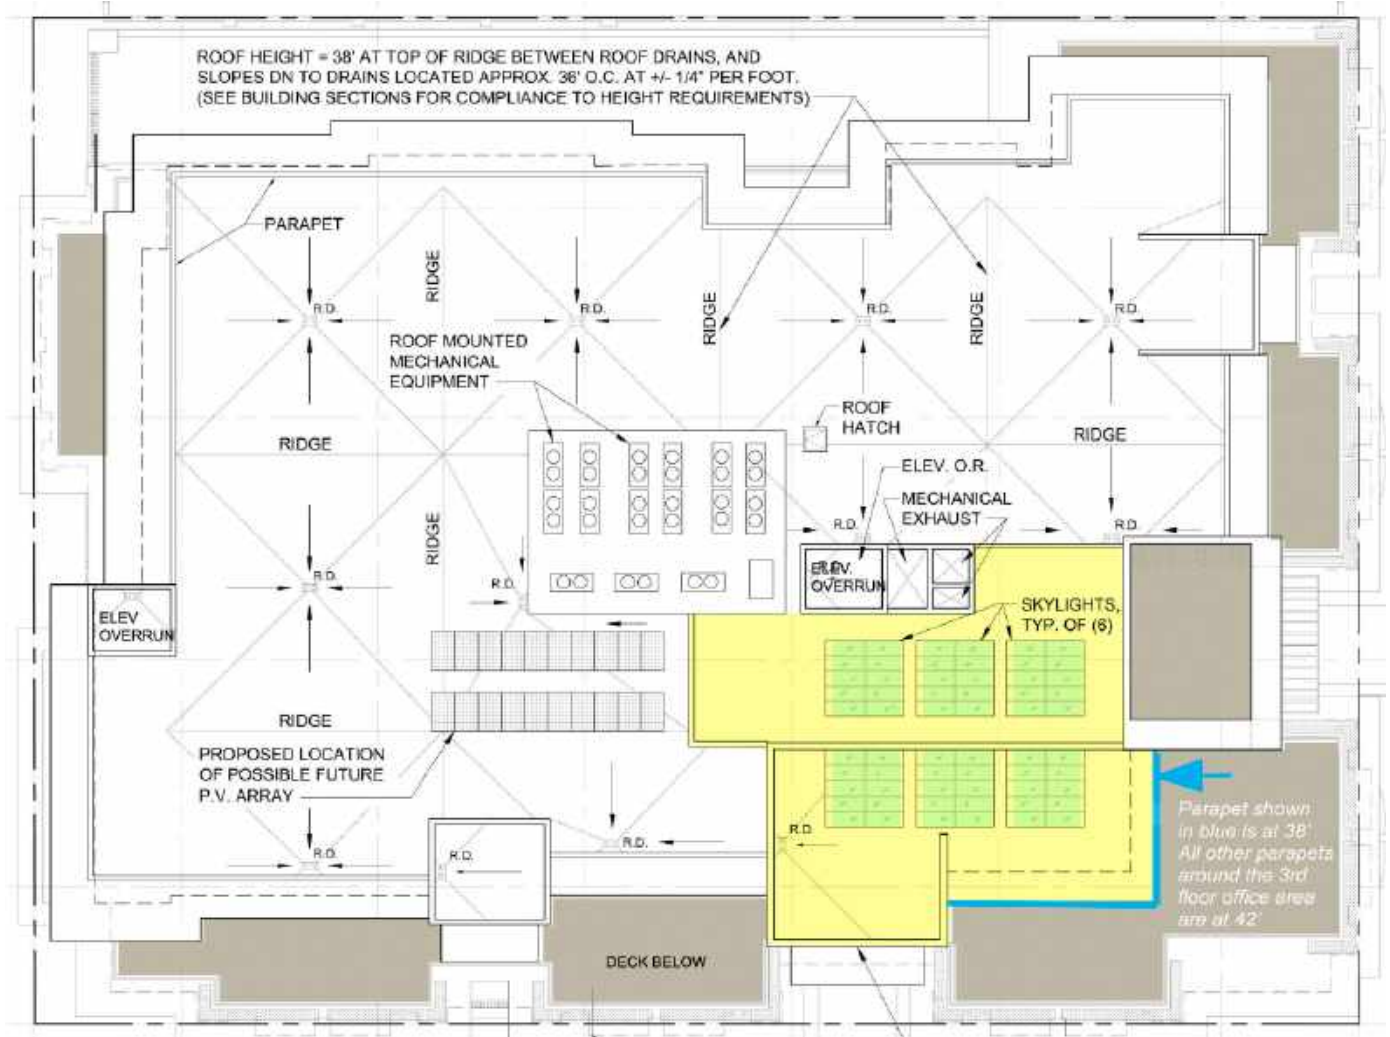 ROOF HEIGHT = 38' AT TOP OF RIDGE BETWEEN ROOF DRAINS, AND
SLOPES DN TO DRAINS LOCATED APPROX. 36' O.C. AT +/- 1/4" PER FOOT.
(SEE BUILDING SECTIONS FOR COMPLIANCE TO HEIGHT REQUIREMENTS)
PARAPET
RIDGE
RIDGE
RIDGE
R.D.
R.D.
R.D.
R.D.
ROOF MOUNTED
MECHANICAL
EQUIPMENT
ROOF
HATCH
RIDGE
RIDGE
ELEV. O.R.
MECHANICAL
EXHAUST
RIDGE
R.D.
R.D.
R.D.
R.D.
R.D.
ELEV.
OVERRUN
ELEV
OVERRUN
SKYLIGHTS,
TYP. OF (6)
RIDGE
PROPOSED LOCATION
OF POSSIBLE FUTURE
P.V. ARRAY
Parapet shown
in blue is at 38'
All other parapets
around the 3rd
floor office area
are at 42'
R.D.
R.D.
R.D.
R.D.
DECK BELOW